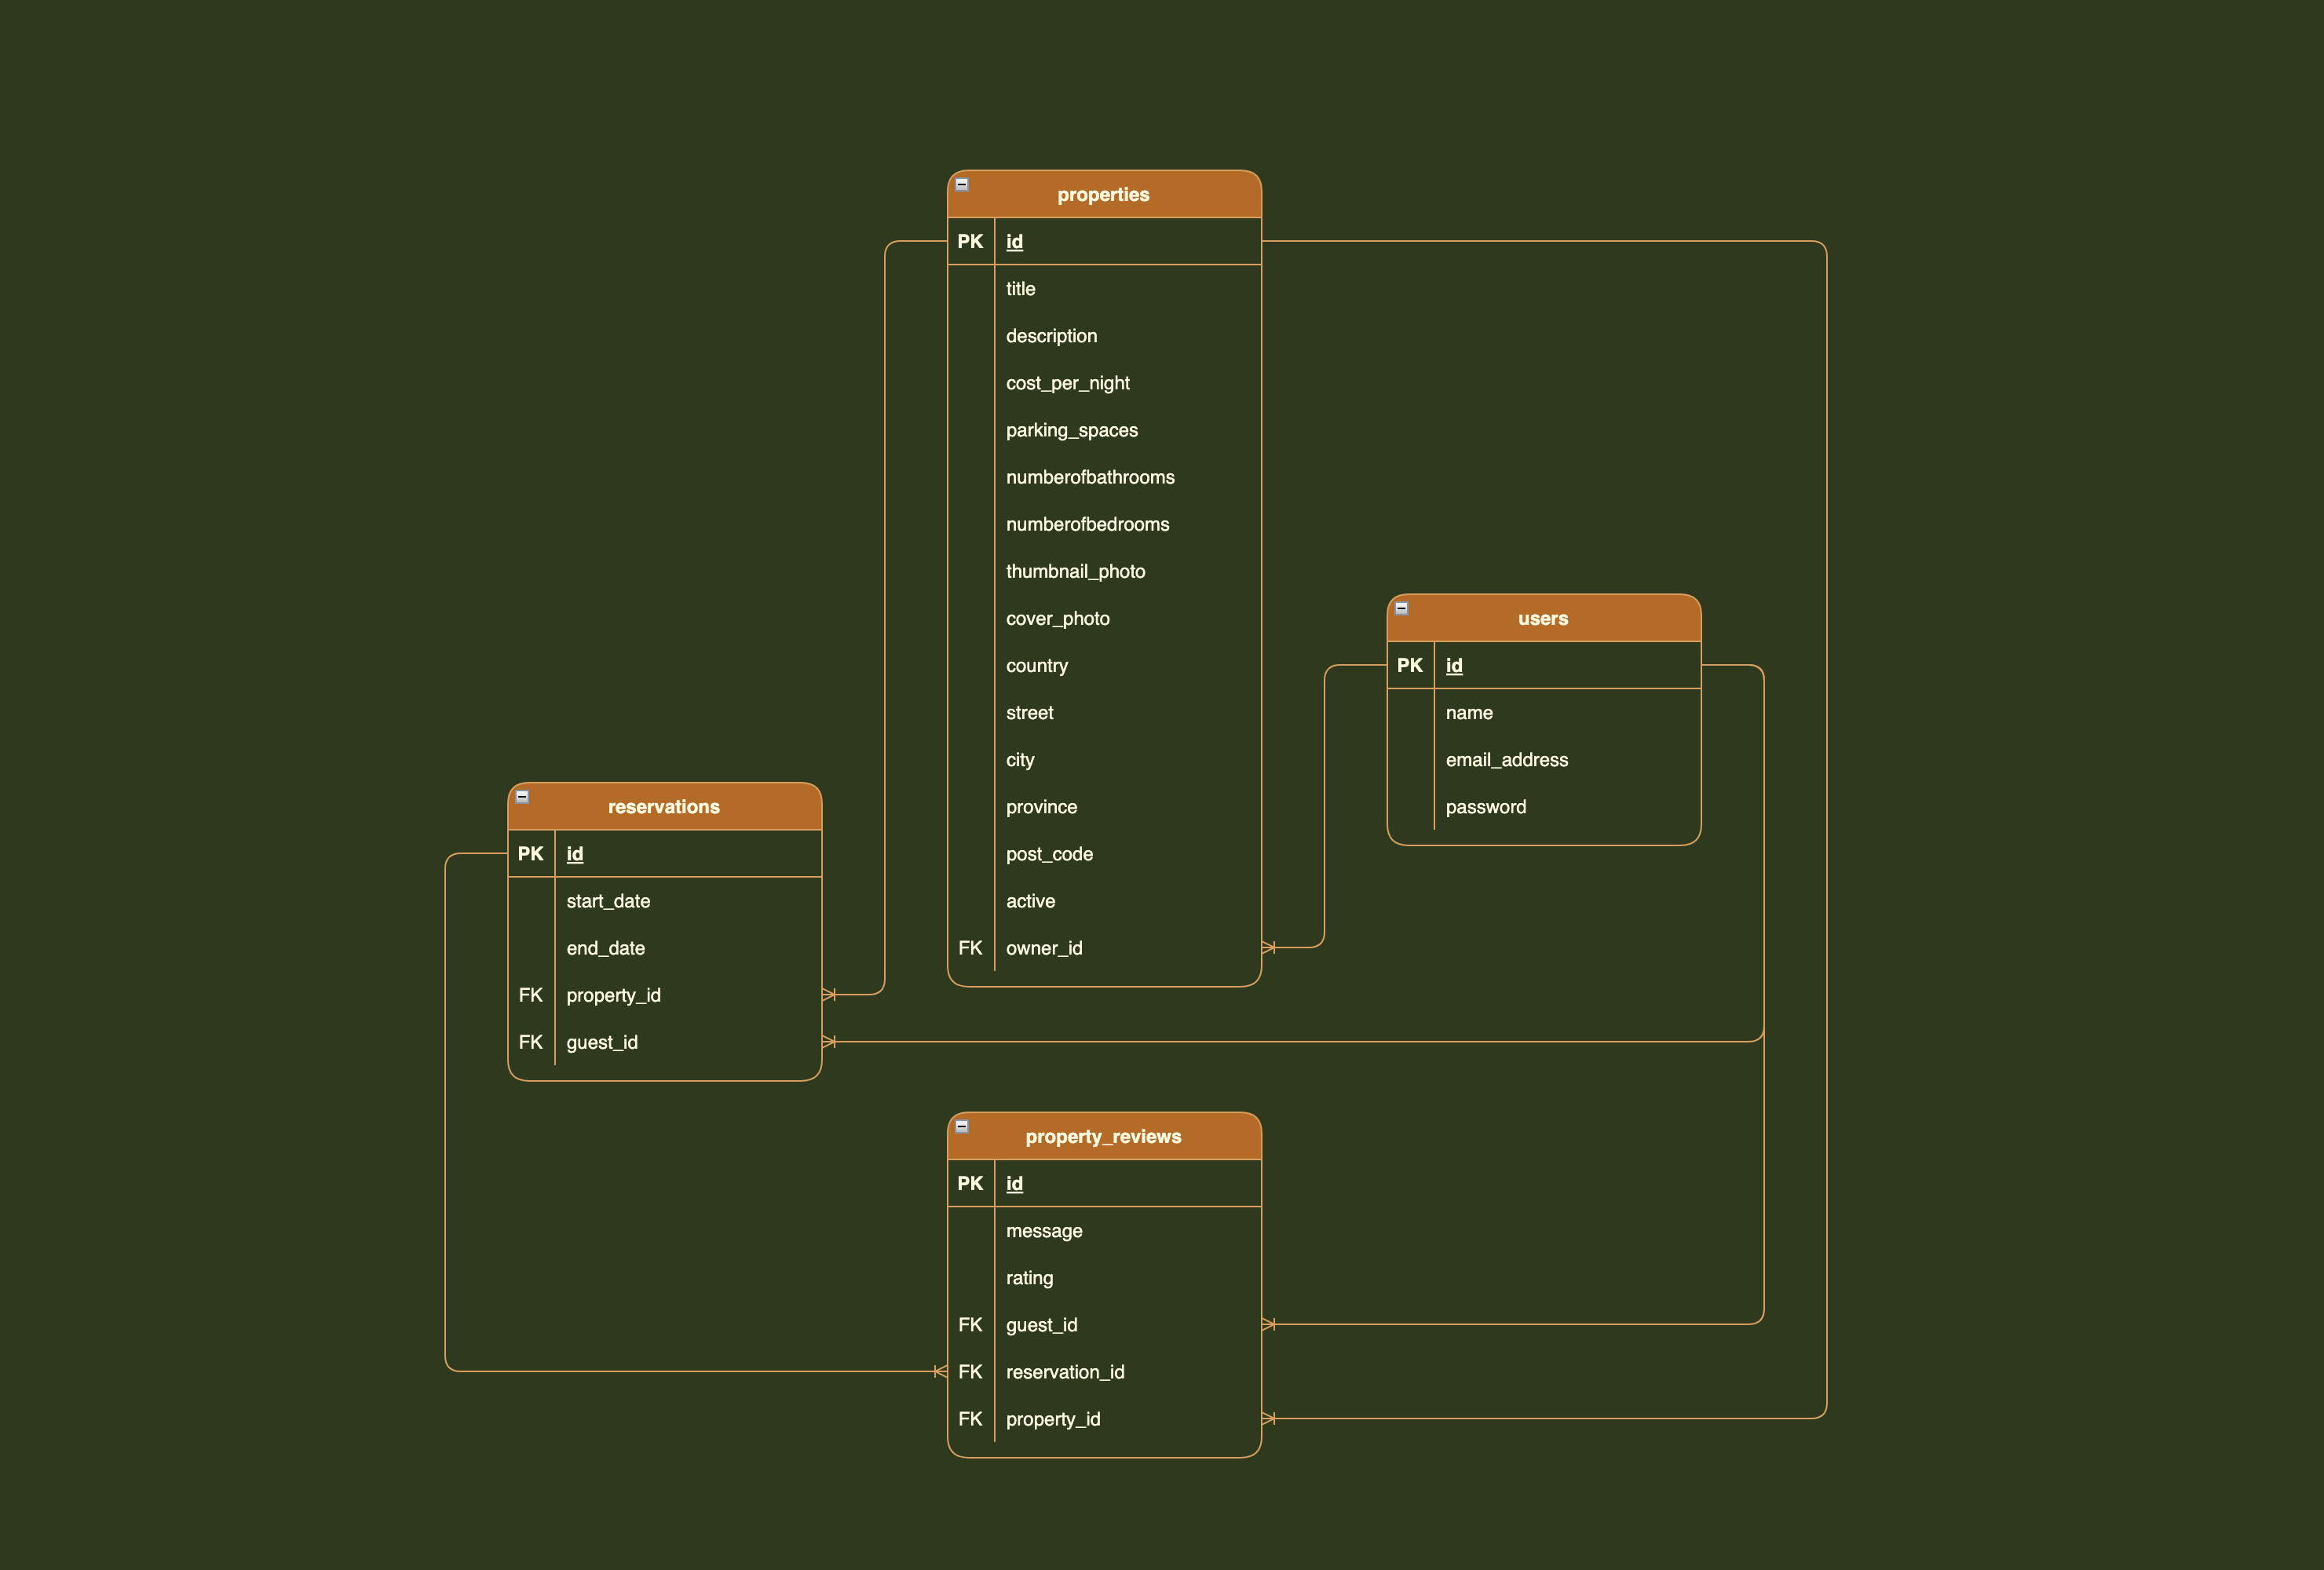 properties
PK id
title
description
cost_per_night
parking_spaces
numberofbathrooms
numberofbedrooms
thumbnail_photo
cover_photo
country
street
city
province
post_code
active
FK owner_id
users
PK id
name
email_address
password
reservations
PK id
start_date
end_date
FK property_id
FK guest_id
property_reviews
PK id
message
rating
FK guest_id
FK reservation_id
FK property_id